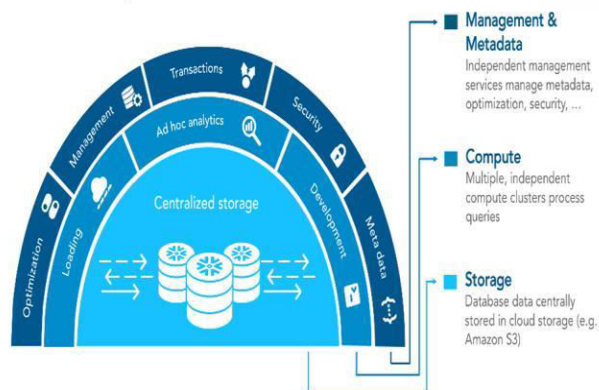 Optimization
Management
Transactions
Security
Meta data
Loading
Ad hoc analytics
Development
Centralized storage
Management &
Metadata
Independent management
services manage metadata,
optimization, security, ...
Compute
Multiple, independent
compute clusters process
queries
Storage
Database data centrally
stored in cloud storage (e.g.
Amazon S3)